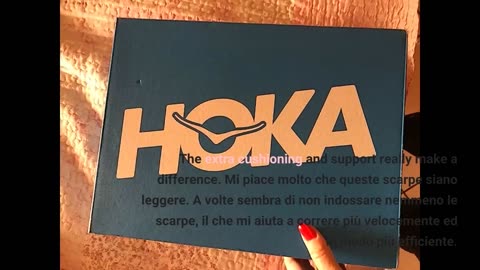 HOKA
The extra cushioning and support really make a
difference. Mi piace molto che queste scarpe siano
leggere. A volte sembra di non indossare nemmeno le
scarpe, il che mi aiuta a correre più velocemente ed
modo più efficiente.